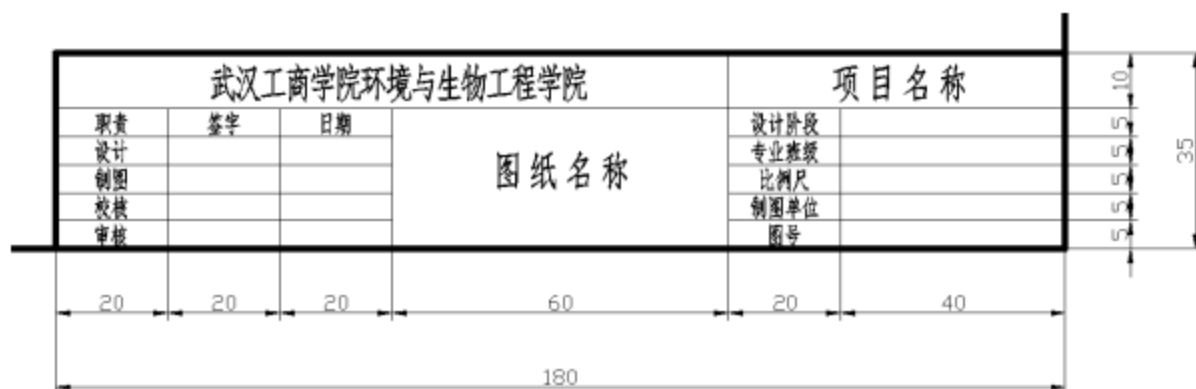 武汉工商学院环境与生物工程学院 项目名称 10
职责 签字 日期 设计阶段 5
设计 专业班级 5
制图 图纸名称 比例尺 5 35
校核 制图单位 5
审核 图号 5
20 20 20 60 20 40
180